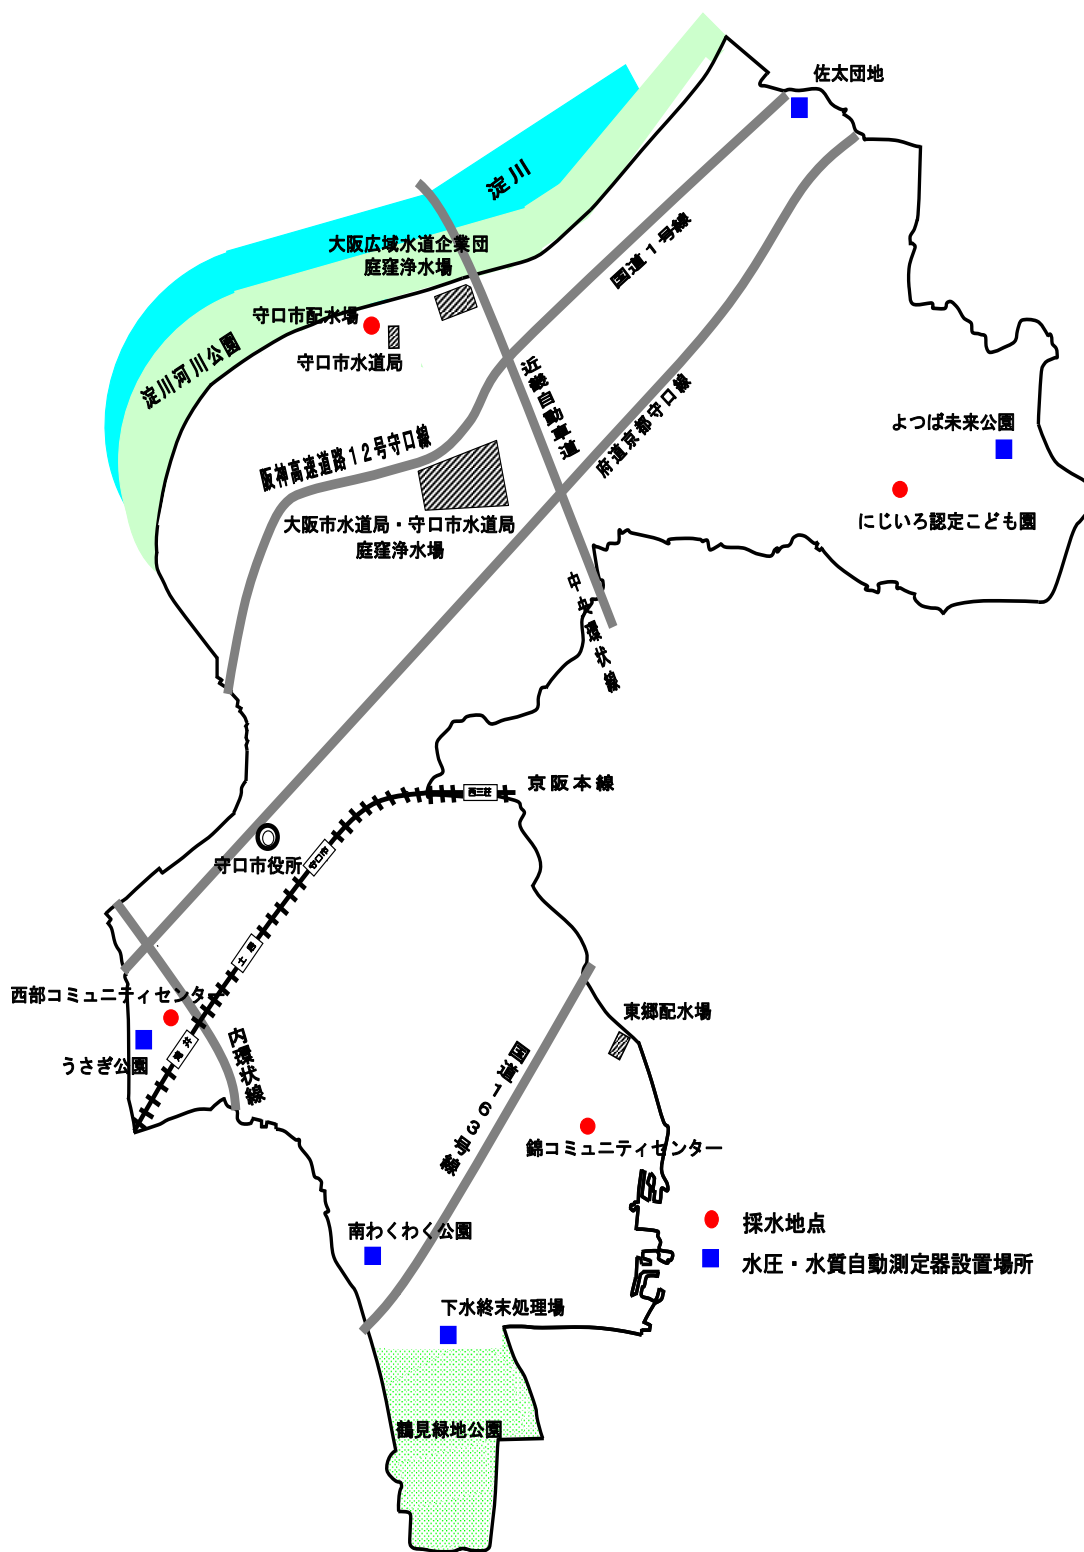 佐太団地
淀川
大阪広域水道企業団
庭窪浄水場
国道1号線
守口市配水場
守口市水道局
淀川河川公園
近畿自動車道
府道京都守口線
よつば未来公園
阪神高速道路12号守口線
にじいろ認定こども園
大阪市水道局・守口市水道局
庭窪浄水場
中央環状線
京阪本線
西三荘
守口市
守口市役所
土居
西部コミュニティセンター
滝井
うさぎ公園
内環状線
東郷配水場
国道163号線
錦コミュニティセンター
採水地点
水圧・水質自動測定器設置場所
南わくわく公園
下水終末処理場
鶴見緑地公園